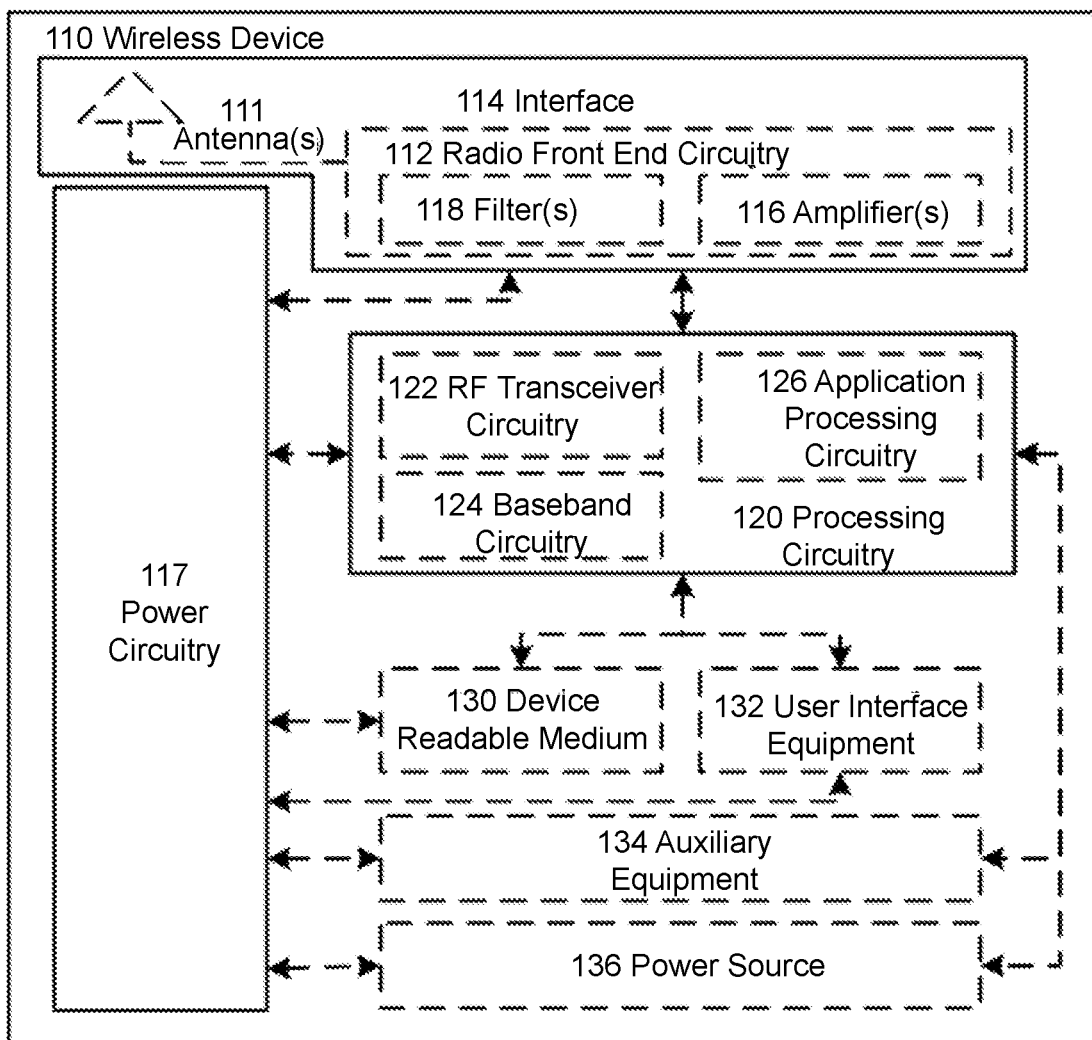 110 Wireless Device
111
Antenna(s)
114 Interface
112 Radio Front End Circuitry
118 Filter(s)
116 Amplifier(s)
122 RF Transceiver
Circuitry
126 Application
Processing
Circuitry
124 Baseband
Circuitry
120 Processing
Circuitry
117
Power
Circuitry
130 Device
Readable Medium
132 User Interface
Equipment
134 Auxiliary
Equipment
136 Power Source